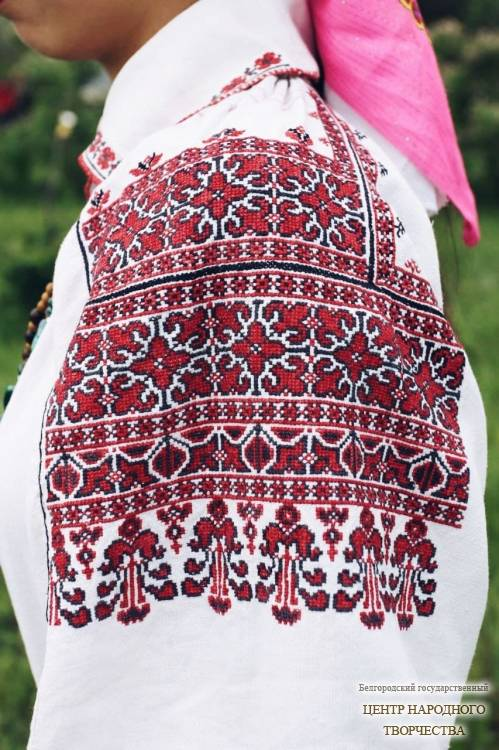 Белгородский государственный
ЦЕНТР НАРОДНОГО
ТВОРЧЕСТВА